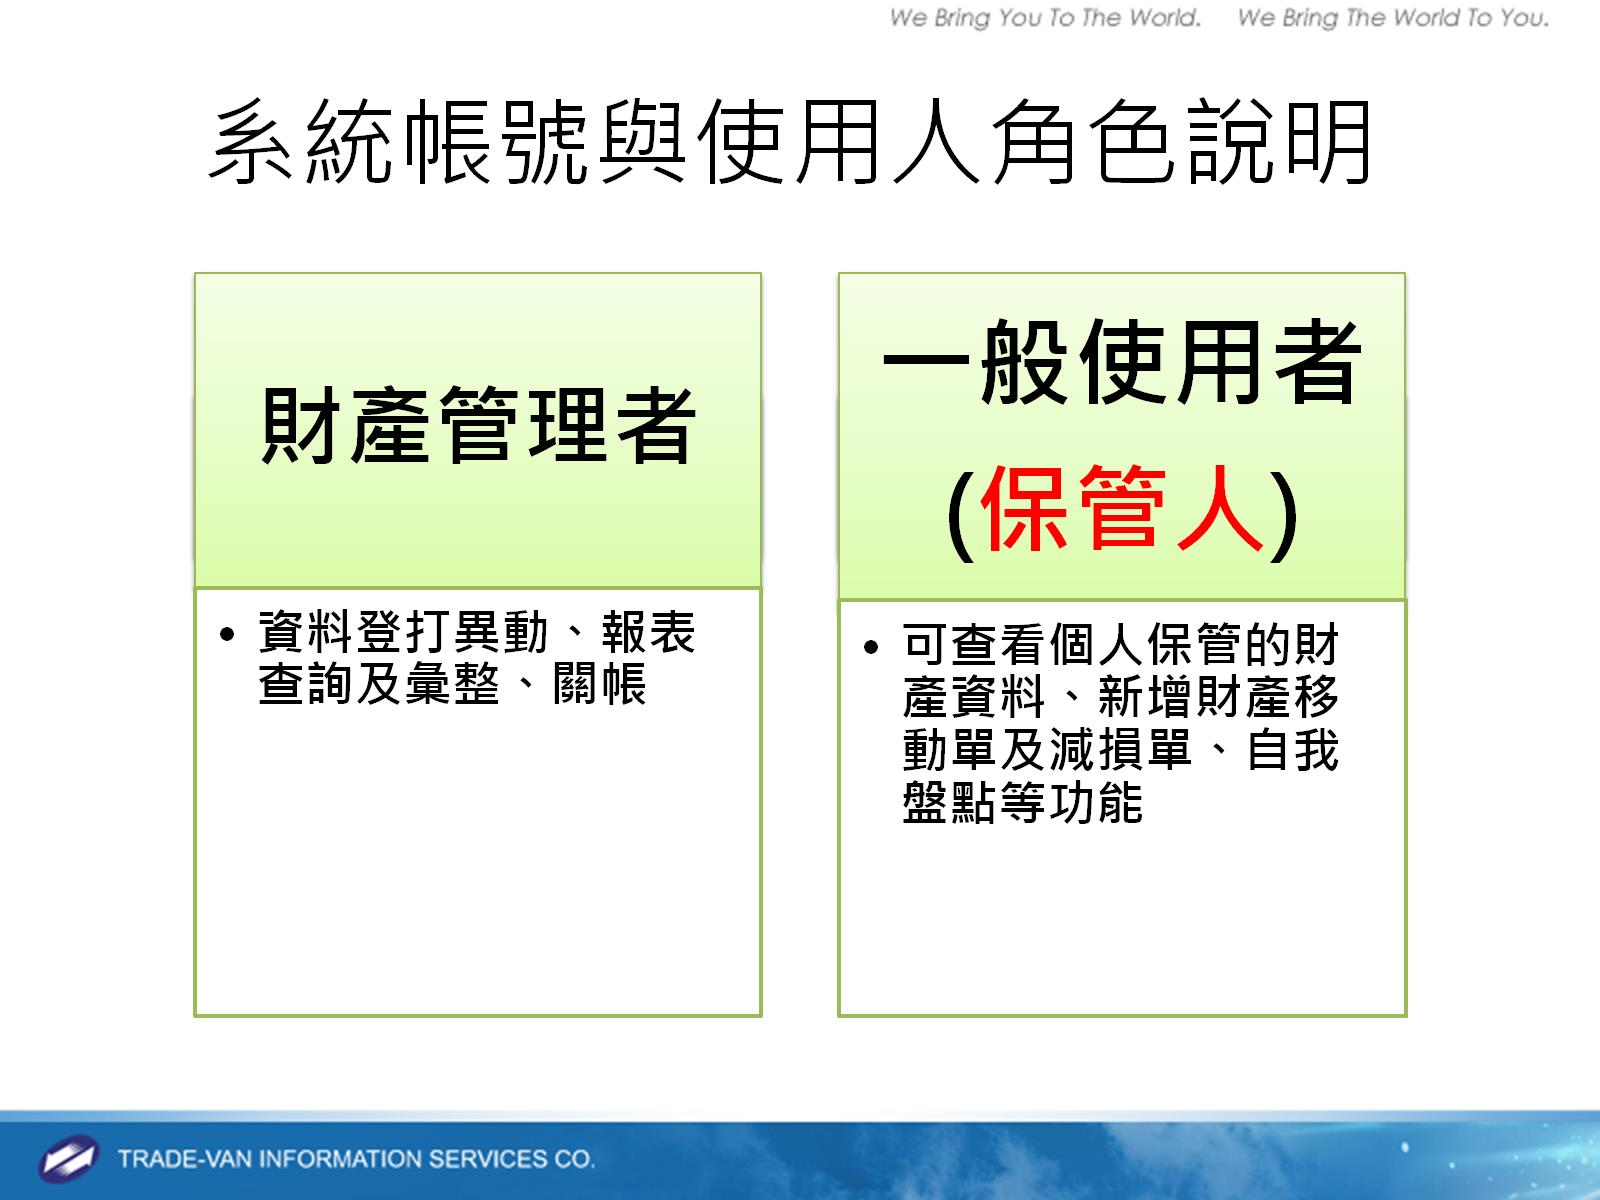 We Bring You To The World. We Bring The World To You.
系統帳號與使用人角色說明
財產管理者
• 資料登打異動、報表
查詢及彙整、關帳
一般使用者
(保管人)
• 可查看個人保管的財
產資料、新增財產移
動單及減損單、自我
盤點等功能
TRADE-VAN INFORMATION SERVICES CO.